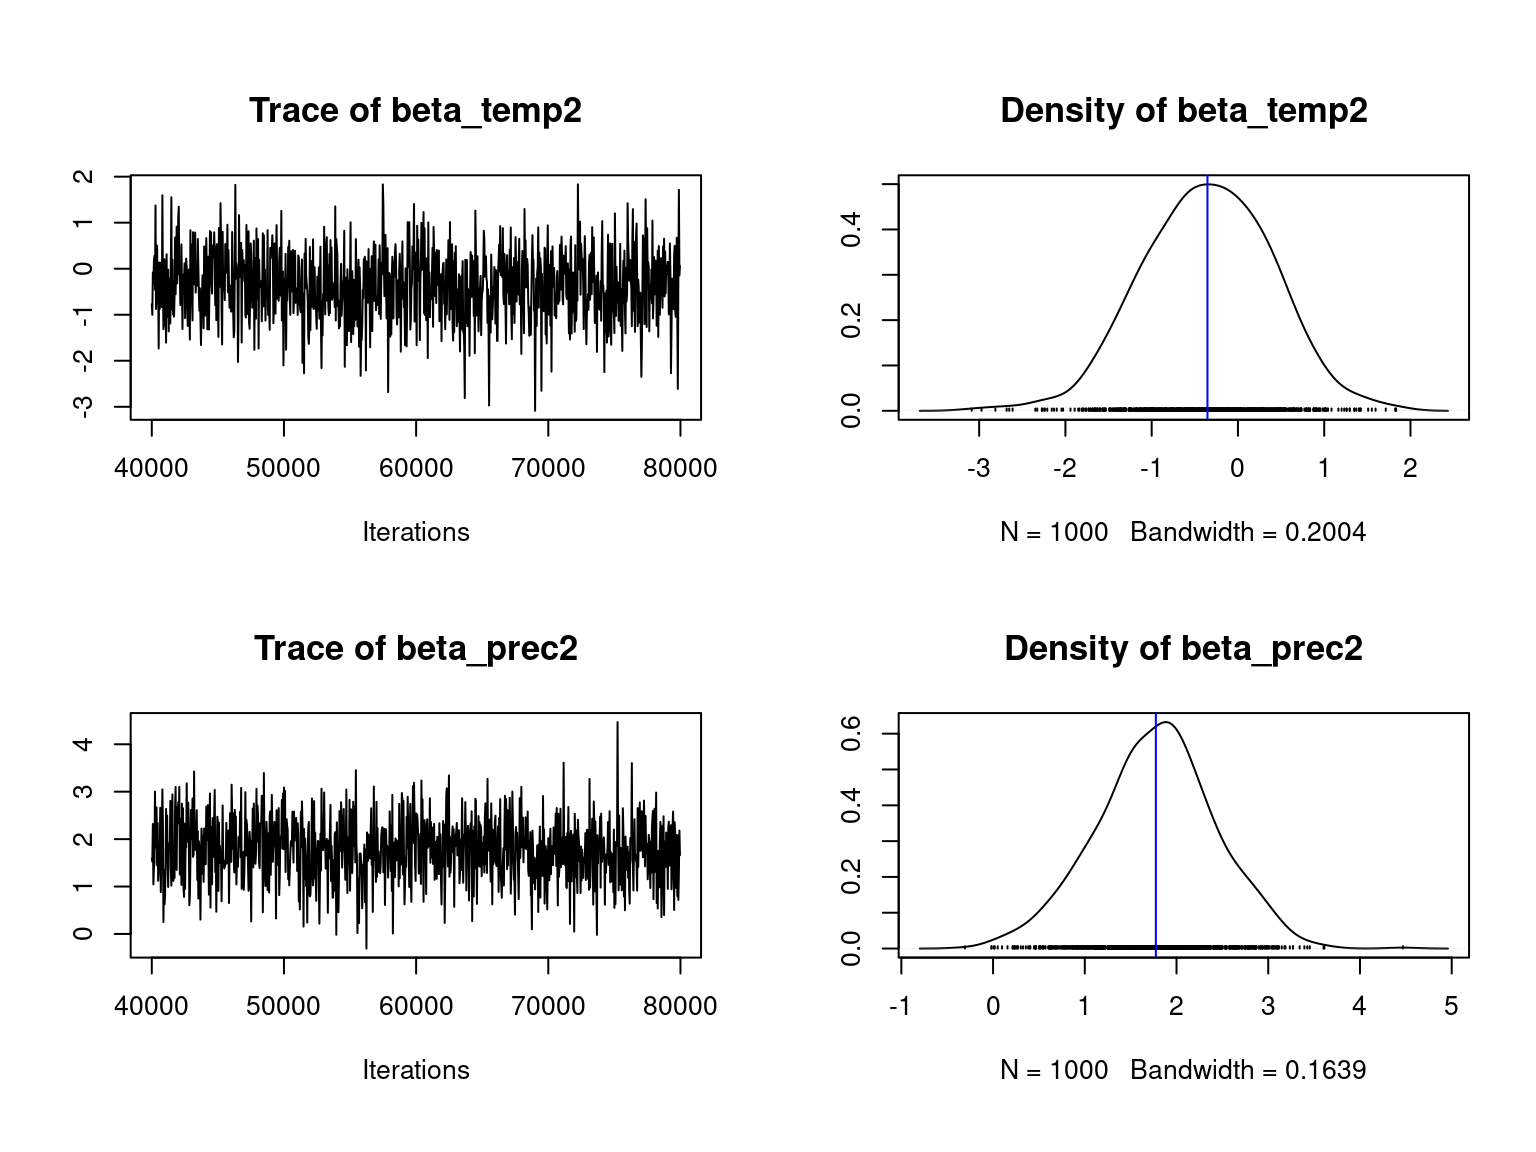 Trace of beta_temp2
2
1
0
-1
-2
-3
40000 50000 60000 70000 80000
Iterations
Density of beta_temp2
0.4
0.2
0.0
-3 -2 -1 0 1 2
N = 1000 Bandwidth = 0.2004
Trace of beta_prec2
4
3
2
1
0
40000 50000 60000 70000 80000
Iterations
Density of beta_prec2
0.6
0.4
0.2
0.0
-1 0 1 2 3 4 5
N = 1000 Bandwidth = 0.1639